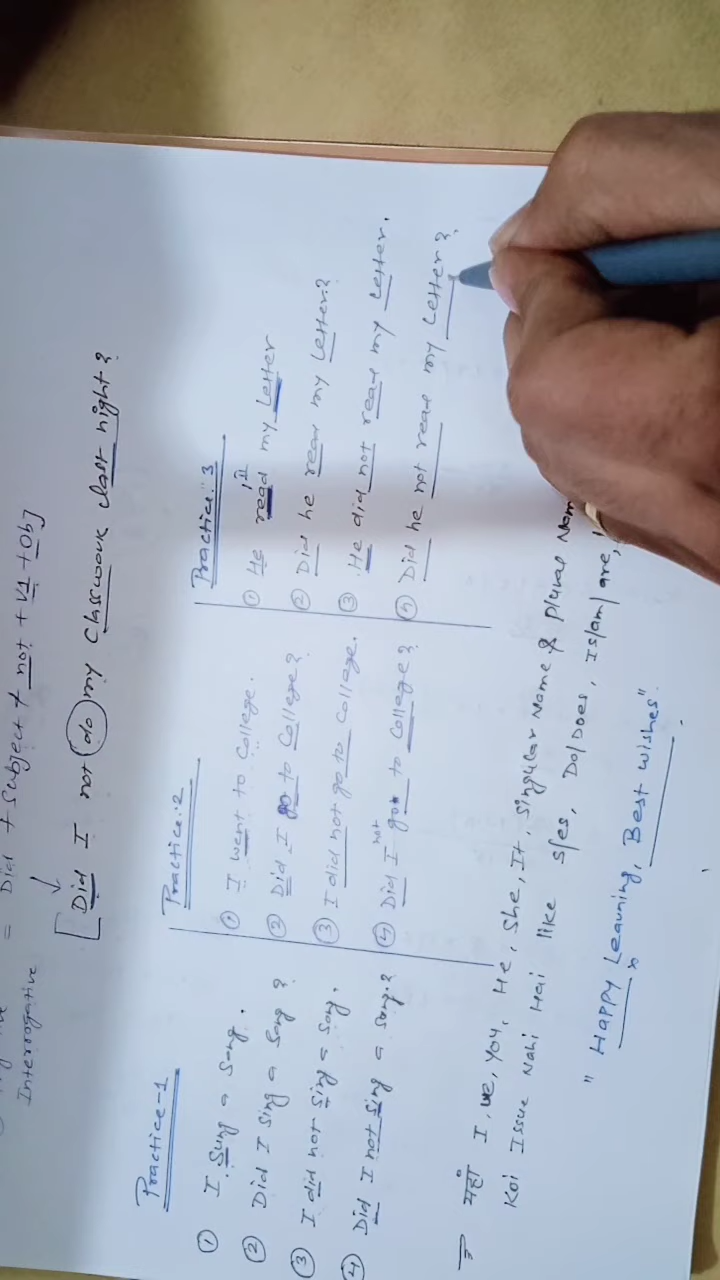 Interrogative = Did + Subject + not + V1 + Obj]
[Did I not do my classwork last night?
Practice-1
① I Sung a Song.
② Did I Sing a Song?
③ I did not Sing a Song.
④ Did I not Sing a Song?
Practice:2
① I went to College.
② Did I go to College?
③ I did not go to College.
④ Did I not go to College?
Practice:3
① He read II my Letter
② Did he read my Letter?
③ He did not read my Letter.
④ Did he not read my Letter?
⇒ यहां I, we, you, He, She, It, Singular Name & Plural
Koi Issue Nahi Hai like s/es, Do/Does, Is/am/are,
"Happy Learning, Best wishes".